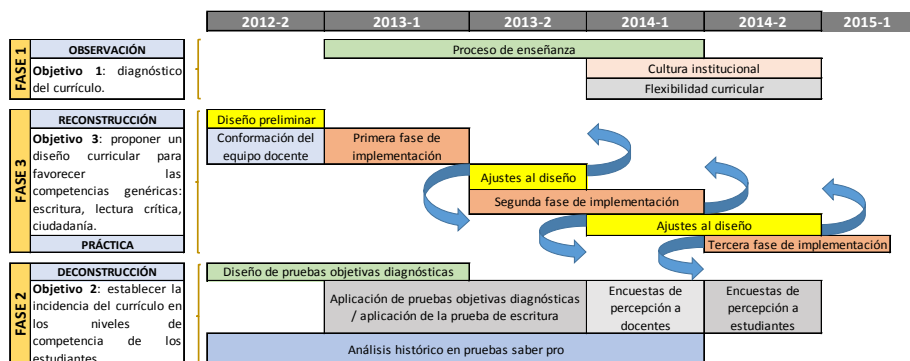 2012-2 2013-1 2013-2 2014-1 2014-2 2015-1
FASE 1
OBSERVACIÓN
Objetivo 1: diagnóstico
del currículo.
Proceso de enseñanza
Cultura institucional
Flexibilidad curricular
FASE 3
RECONSTRUCCIÓN
Objetivo 3: proponer un
diseño curricular para
favorecer las
competencias genéricas:
escritura, lectura crítica,
ciudadanía.
PRÁCTICA
Diseño preliminar
Conformación del
equipo docente
Primera fase de
implementación
Ajustes al diseño
Segunda fase de implementación
Ajustes al diseño
Tercera fase de implementación
FASE 2
DECONSTRUCCIÓN
Objetivo 2: establecer la
incidencia del currículo en
los niveles de
competencia de los
estudiantes
Diseño de pruebas objetivas diagnósticas
Aplicación de pruebas objetivas diagnósticas
/ aplicación de la prueba de escritura
Encuestas de
percepción a
docentes
Encuestas de
percepción a
estudiantes
Análisis histórico en pruebas saber pro